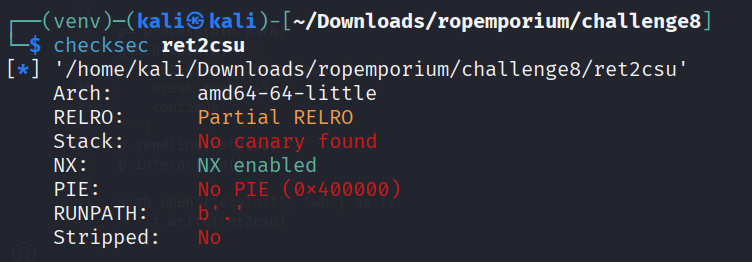 ┌──(venv)─(kali㉿kali)-[~/Downloads/ropemporium/challenge8]
└─$ checksec ret2csu
[*] '/home/kali/Downloads/ropemporium/challenge8/ret2csu'
Arch: amd64-64-little
RELRO: Partial RELRO
Stack: No canary found
NX: NX enabled
PIE: No PIE (0×400000)
RUNPATH: b'.'
Stripped: No